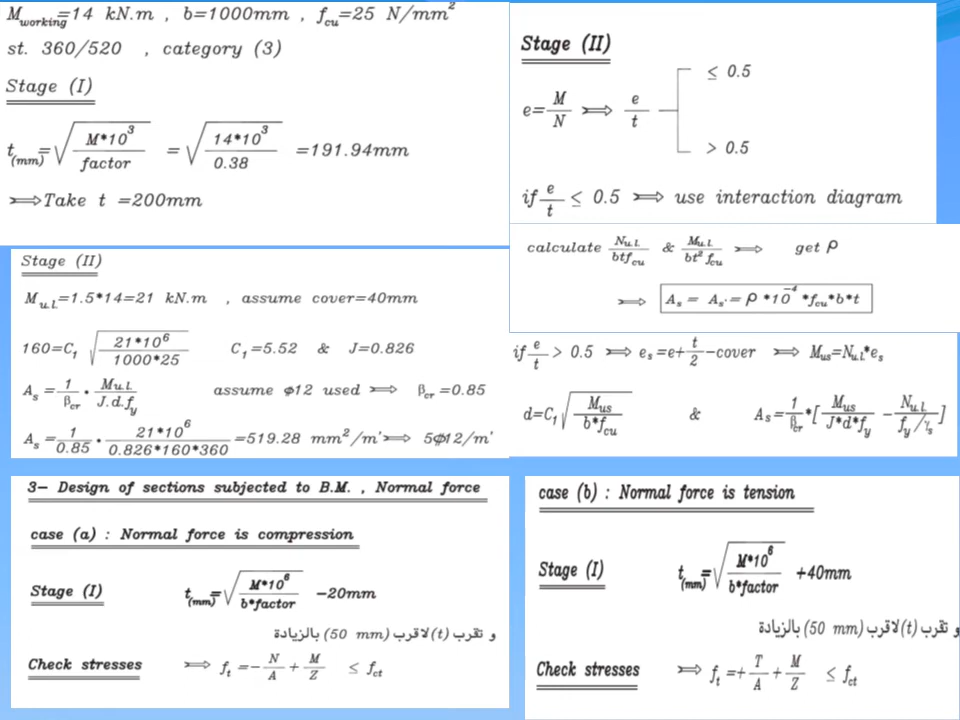 M_working=14 kN.m , b=1000mm , f_cu=25 N/mm²
st. 360/520 , category (3)
Stage (I)
t_(mm)=√(M*10³/factor) = √(14*10³/0.38) =191.94mm
⟹Take t =200mm
Stage (II)
M_u.l=1.5*14=21 kN.m , assume cover=40mm
160=C₁ √(21*10⁶/1000*25) C₁=5.52 & J=0.826
A_s=1/β_cr · M_u.l/J.d.f_y assume φ12 used ⟹ β_cr=0.85
A_s=1/0.85 · 21*10⁶/0.826*160*360=519.28 mm²/m'⟹ 5φ12/m'
Stage (II)
e=M/N ⟹ e/t
≤ 0.5
> 0.5
if e/t ≤ 0.5 ⟹ use interaction diagram
calculate N_u.l/btf_cu & M_u.l/bt²f_cu ⟹ get ρ
⟹ A_s = A_s' = ρ *10⁻⁴ *f_cu*b*t
if e/t > 0.5 ⟹ e_s=e+t/2-cover ⟹ M_us=N_u.l*e_s
d=C₁√(M_us/b*f_cu) & A_s=1/β_cr*[M_us/J*d*f_y - N_u.l/f_y/γ_s]
3- Design of sections subjected to B.M. , Normal force
case (a) : Normal force is compression
Stage (I) t_(mm)=√(M*10⁶/b*factor) -20mm
و تقرب (t) لاقرب (50 mm) بالزيادة
Check stresses ⟹ f_t=-N/A + M/Z ≤ f_ct
case (b) : Normal force is tension
Stage (I) t_(mm)=√(M*10⁶/b*factor) +40mm
و تقرب (t) لاقرب (50 mm) بالزيادة
Check stresses ⟹ f_t=+T/A + M/Z ≤ f_ct